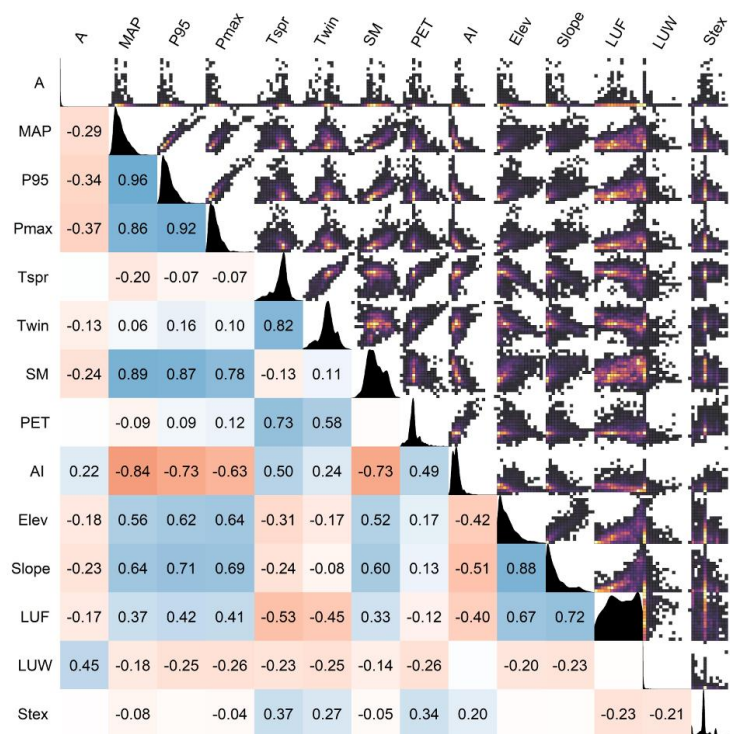 A MAP P95 Pmax Tspr Twin SM PET AI Elev Slope LUF LUW Stex
A
MAP -0.29
P95 -0.34 0.96
Pmax -0.37 0.86 0.92
Tspr -0.20 -0.07 -0.07
Twin -0.13 0.06 0.16 0.10 0.82
SM -0.24 0.89 0.87 0.78 -0.13 0.11
PET -0.09 0.09 0.12 0.73 0.58
AI 0.22 -0.84 -0.73 -0.63 0.50 0.24 -0.73 0.49
Elev -0.18 0.56 0.62 0.64 -0.31 -0.17 0.52 0.17 -0.42
Slope -0.23 0.64 0.71 0.69 -0.24 -0.08 0.60 0.13 -0.51 0.88
LUF -0.17 0.37 0.42 0.41 -0.53 -0.45 0.33 -0.12 -0.40 0.67 0.72
LUW 0.45 -0.18 -0.25 -0.26 -0.23 -0.25 -0.14 -0.26 -0.20 -0.23
Stex -0.08 -0.04 0.37 0.27 -0.05 0.34 0.20 -0.23 -0.21